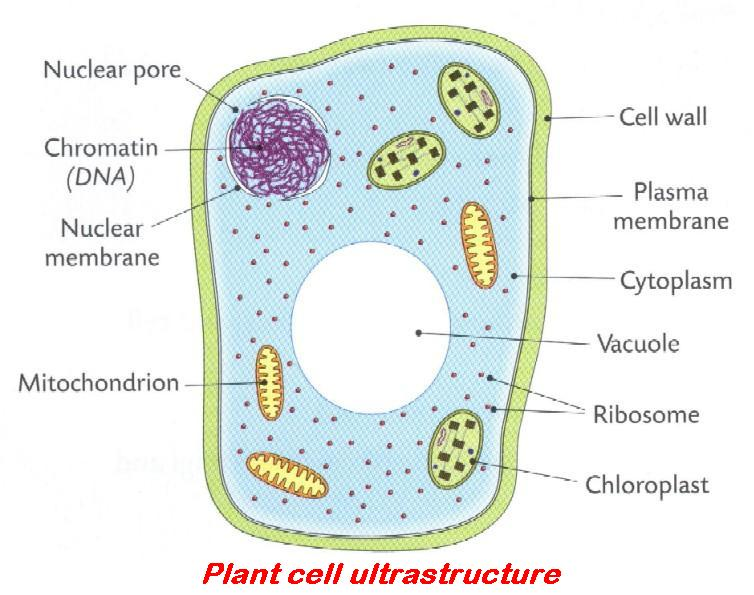 Nuclear pore
Chromatin
(DNA)
Nuclear
membrane
Mitochondrion
Cell wall
Plasma
membrane
Cytoplasm
Vacuole
Ribosome
Chloroplast
Plant cell ultrastructure